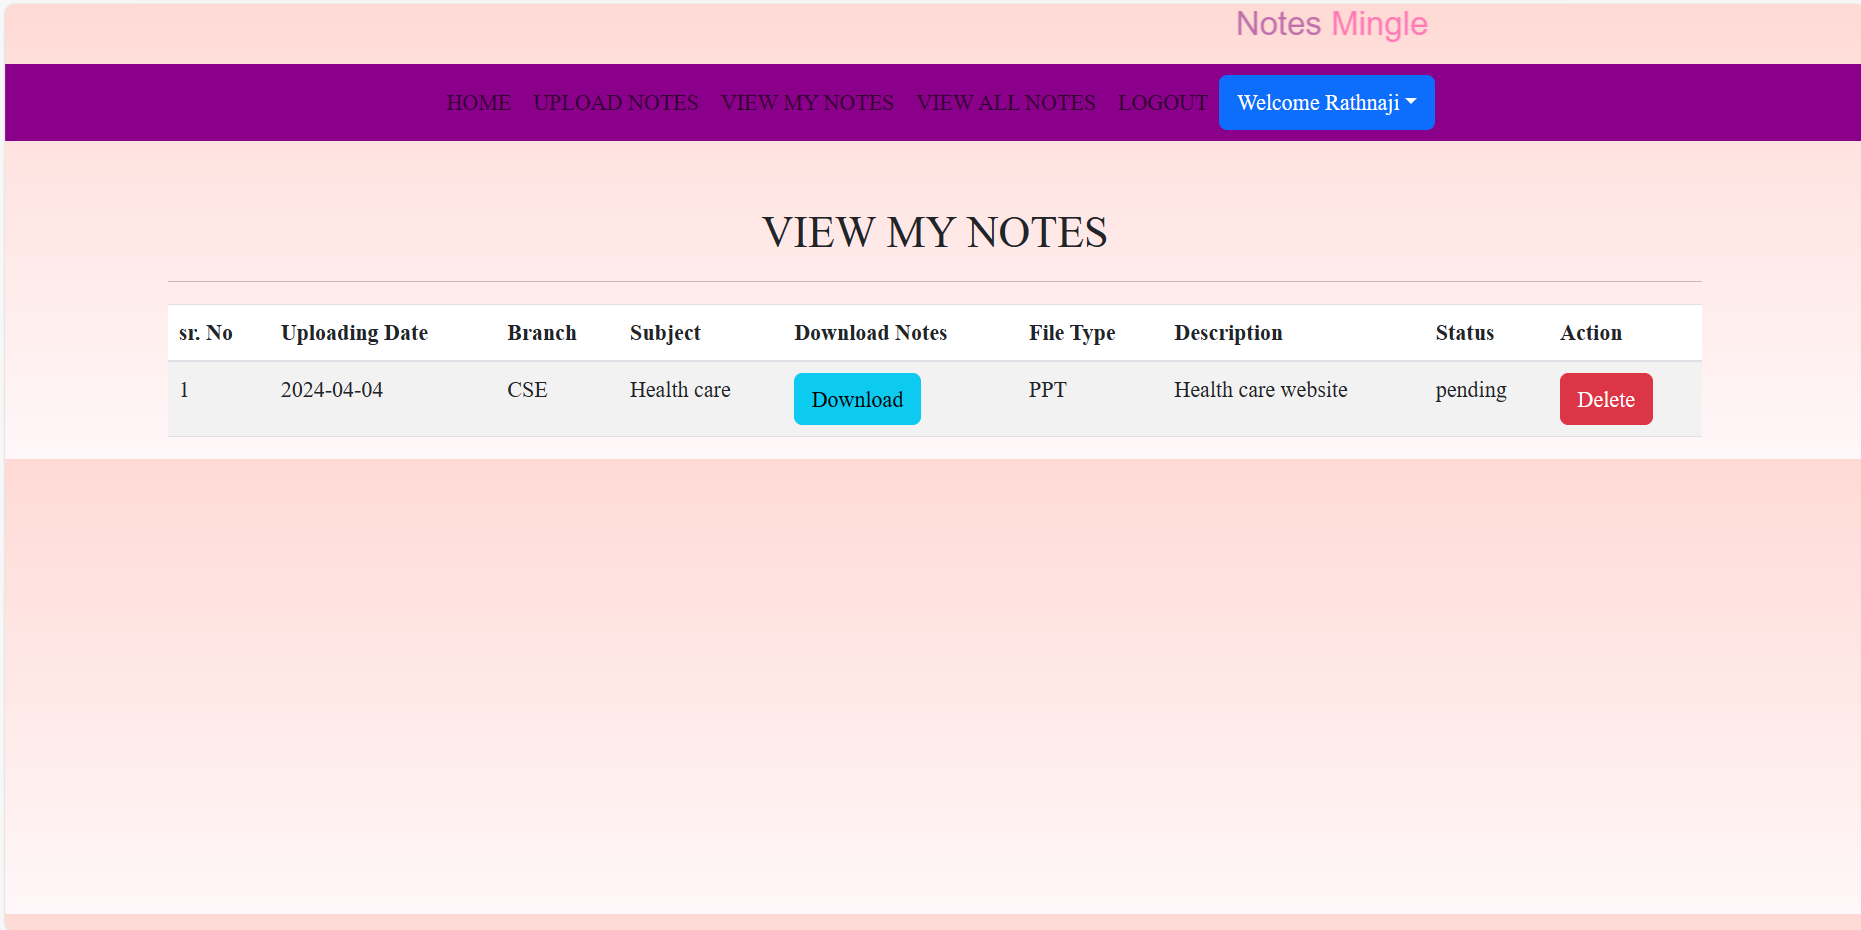 Notes Mingle
HOME UPLOAD NOTES VIEW MY NOTES VIEW ALL NOTES LOGOUT Welcome Rathnaji
VIEW MY NOTES
sr. No Uploading Date Branch Subject Download Notes File Type Description Status Action
1 2024-04-04 CSE Health care Download PPT Health care website pending Delete